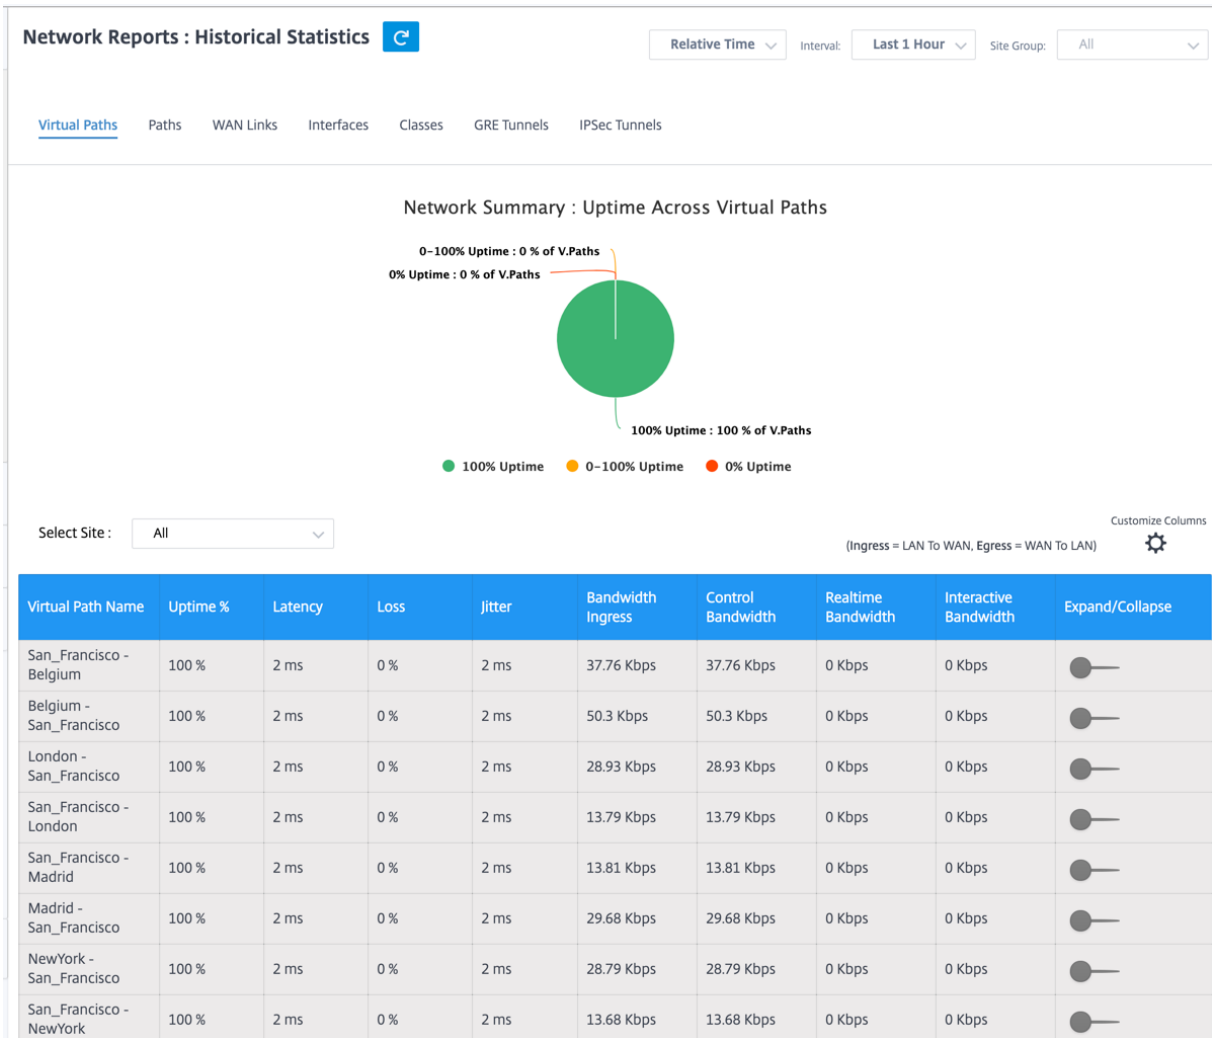 Network Reports : Historical Statistics
Relative Time
Interval:
Last 1 Hour
Site Group:
All
Virtual Paths
Paths
WAN Links
Interfaces
Classes
GRE Tunnels
IPSec Tunnels
Network Summary : Uptime Across Virtual Paths
0-100% Uptime : 0 % of V.Paths
0% Uptime : 0 % of V.Paths
100% Uptime : 100 % of V.Paths
100% Uptime
0-100% Uptime
0% Uptime
Select Site :
All
Customize Columns
(Ingress = LAN To WAN, Egress = WAN To LAN)
Virtual Path Name
Uptime %
Latency
Loss
Jitter
Bandwidth
Ingress
Control
Bandwidth
Realtime
Bandwidth
Interactive
Bandwidth
Expand/Collapse
San_Francisco -
Belgium
100 %
2 ms
0 %
2 ms
37.76 Kbps
37.76 Kbps
0 Kbps
0 Kbps
Belgium -
San_Francisco
100 %
2 ms
0 %
2 ms
50.3 Kbps
50.3 Kbps
0 Kbps
0 Kbps
London -
San_Francisco
100 %
2 ms
0 %
2 ms
28.93 Kbps
28.93 Kbps
0 Kbps
0 Kbps
San_Francisco -
London
100 %
2 ms
0 %
2 ms
13.79 Kbps
13.79 Kbps
0 Kbps
0 Kbps
San_Francisco -
Madrid
100 %
2 ms
0 %
2 ms
13.81 Kbps
13.81 Kbps
0 Kbps
0 Kbps
Madrid -
San_Francisco
100 %
2 ms
0 %
2 ms
29.68 Kbps
29.68 Kbps
0 Kbps
0 Kbps
NewYork -
San_Francisco
100 %
2 ms
0 %
2 ms
28.79 Kbps
28.79 Kbps
0 Kbps
0 Kbps
San_Francisco -
NewYork
100 %
2 ms
0 %
2 ms
13.68 Kbps
13.68 Kbps
0 Kbps
0 Kbps